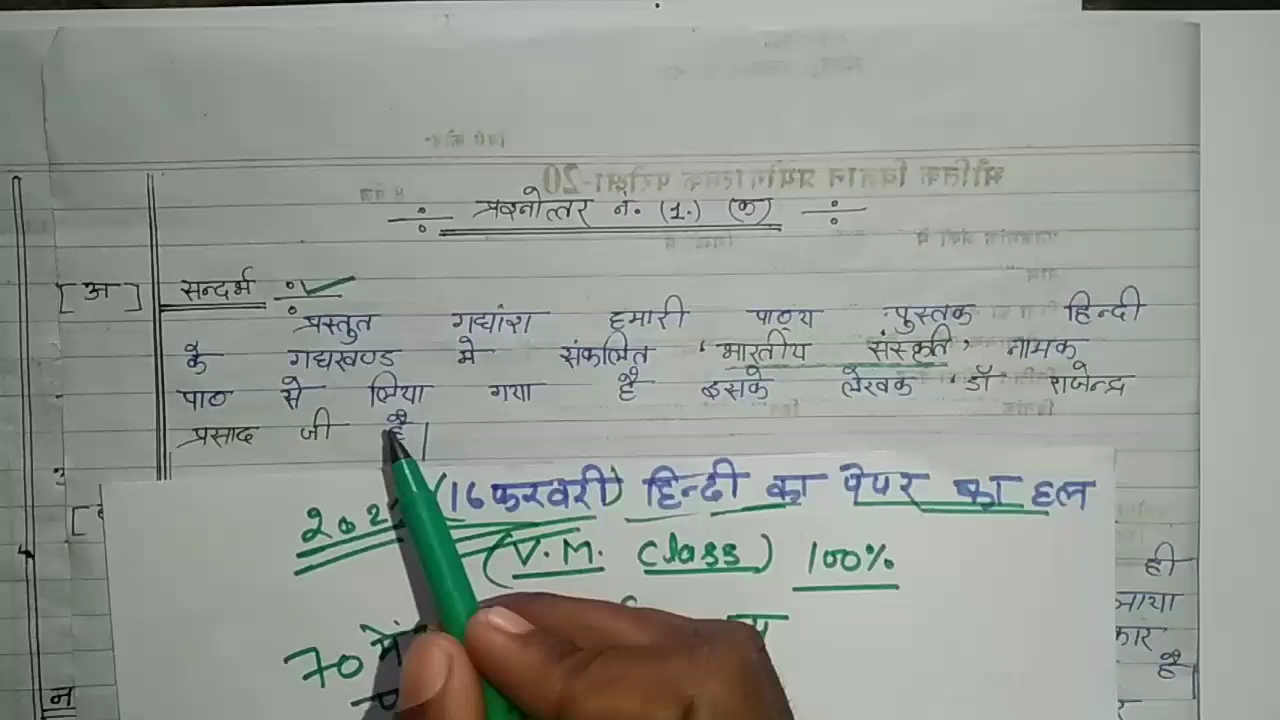 प्रश्नोत्तर नं. (1.) (क)
[अ] सन्दर्भ
प्रस्तुत गद्यांश हमारी पाठ्य पुस्तक हिन्दी
के गद्यखण्ड मे संकलित 'भारतीय संस्कृति' नामक
पाठ से लिया गया है इसके लेखक 'डॉ राजेन्द्र
प्रसाद जी है|
(16 फरवरी) हिन्दी का पेपर का हल
(V.M. Class) 100%
ही
70 में
है
न